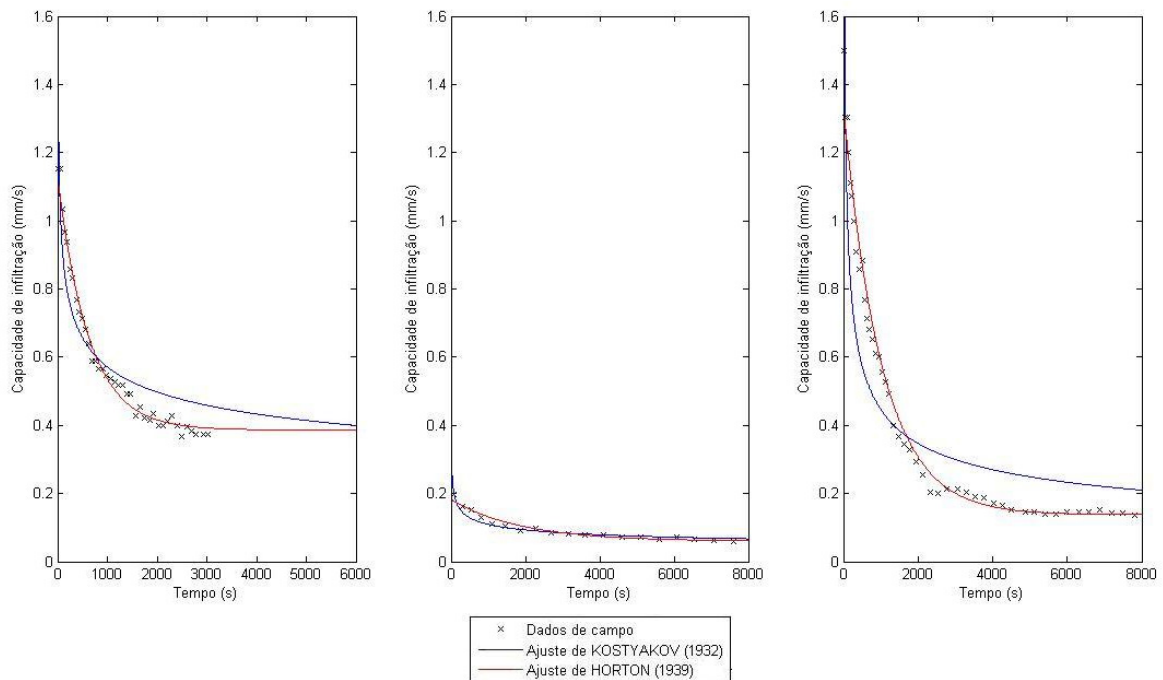 1.6
1.4
1.2
1
0.8
0.6
0.4
0.2
0
Capacidade de infiltração (mm/s)
0 1000 2000 3000 4000 5000 6000
Tempo (s)
1.6
1.4
1.2
1
0.8
0.6
0.4
0.2
0
Capacidade de infiltração (mm/s)
0 2000 4000 6000 8000
Tempo (s)
1.6
1.4
1.2
1
0.8
0.6
0.4
0.2
0
Capacidade de infiltração (mm/s)
0 2000 4000 6000 8000
Tempo (s)
Dados de campo
Ajuste de KOSTYAKOV (1932)
Ajuste de HORTON (1939)